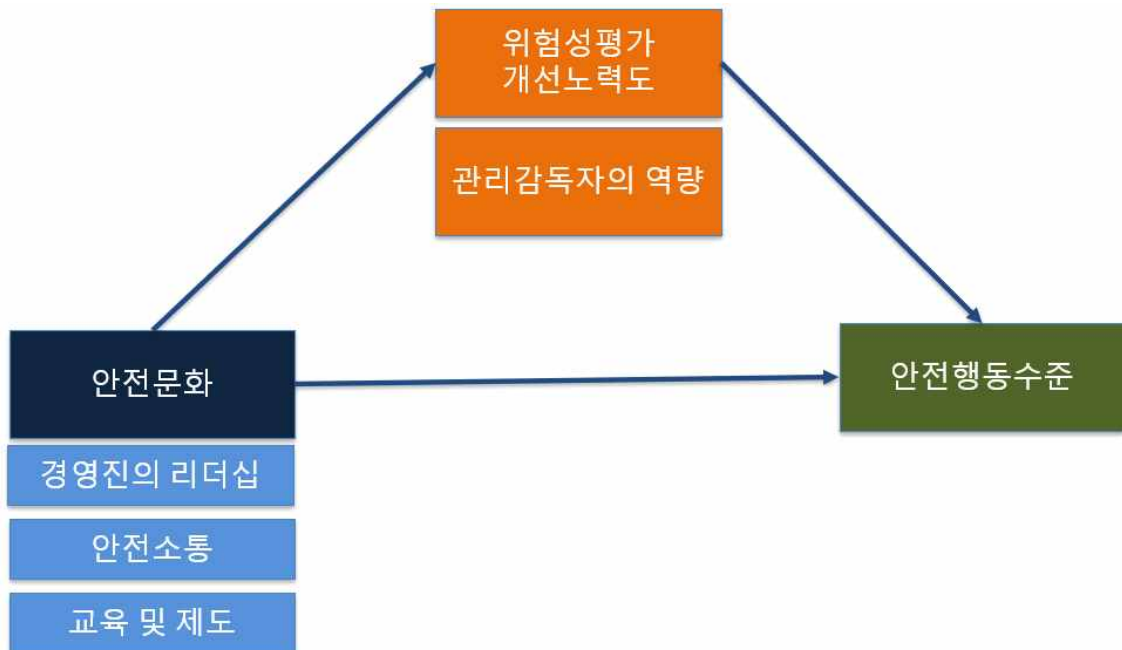 위험성평가
개선노력도
관리감독자의 역량
안전문화
안전행동수준
경영진의 리더십
안전소통
교육 및 제도